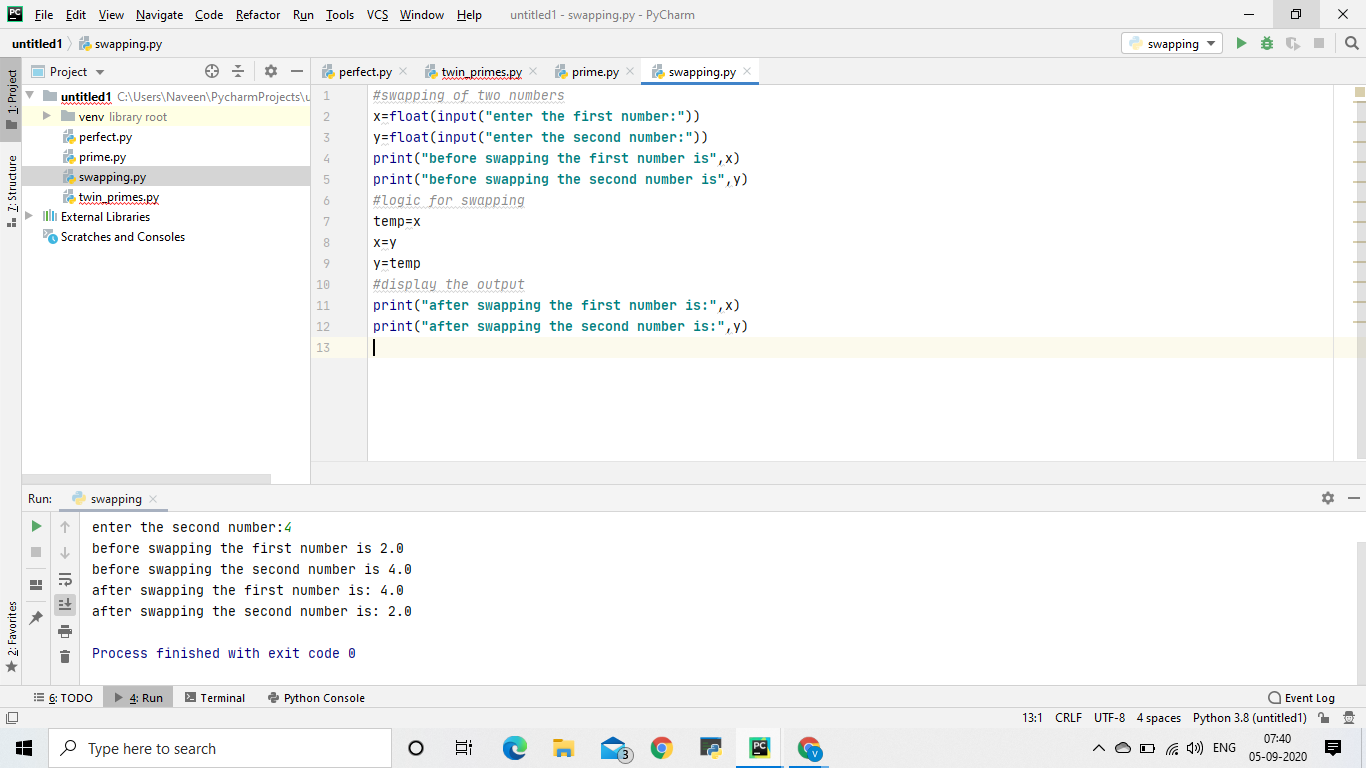 PC File Edit View Navigate Code Refactor Run Tools VCS Window Help untitled1 - swapping.py - PyCharm
untitled1 swapping.py swapping
1: Project
Project
perfect.py twin_primes.py prime.py swapping.py
untitled1 C:\Users\Naveen\PycharmProjects\u
venv library root
perfect.py
prime.py
swapping.py
twin_primes.py
External Libraries
Scratches and Consoles
7: Structure
1 #swapping of two numbers
2 x=float(input("enter the first number:"))
3 y=float(input("enter the second number:"))
4 print("before swapping the first number is",x)
5 print("before swapping the second number is",y)
6 #logic for swapping
7 temp=x
8 x=y
9 y=temp
10 #display the output
11 print("after swapping the first number is:",x)
12 print("after swapping the second number is:",y)
13
Run: swapping
enter the second number:4
before swapping the first number is 2.0
before swapping the second number is 4.0
after swapping the first number is: 4.0
after swapping the second number is: 2.0
Process finished with exit code 0
2: Favorites
6: TODO 4: Run Terminal Python Console Event Log
13:1 CRLF UTF-8 4 spaces Python 3.8 (untitled1)
Type here to search 3 PC V ENG 07:40
05-09-2020